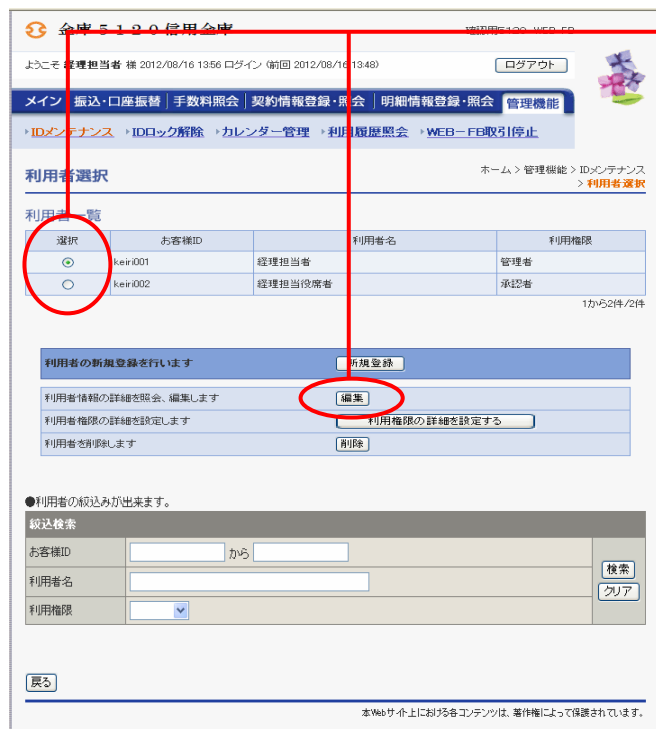 金庫５１２０信用金庫
確認用5120 WEB-FB
ようこそ 経理担当者 様 2012/08/16 13:56 ログイン (前回 2012/08/16 13:48)
ログアウト
メイン 振込・口座振替 手数料照会 契約情報登録・照会 明細情報登録・照会 管理機能
IDメンテナンス IDロック解除 カレンダー管理 利用履歴照会 WEB－FB取引停止
利用者選択
ホーム > 管理機能 > IDメンテナンス
> 利用者選択
利用者一覧
選択 お客様ID 利用者名 利用権限
keiri001 経理担当者 管理者
keiri002 経理担当役席者 承認者
1から2件/2件
利用者の新規登録を行います 新規登録
利用者情報の詳細を照会、編集します 編集
利用者権限の詳細を設定します 利用権限の詳細を設定する
利用者を削除します 削除
●利用者の絞込みが出来ます。
絞込検索
お客様ID から
利用者名
利用権限
検索
クリア
戻る
本Webサイト上における各コンテンツは、著作権によって保護されています。